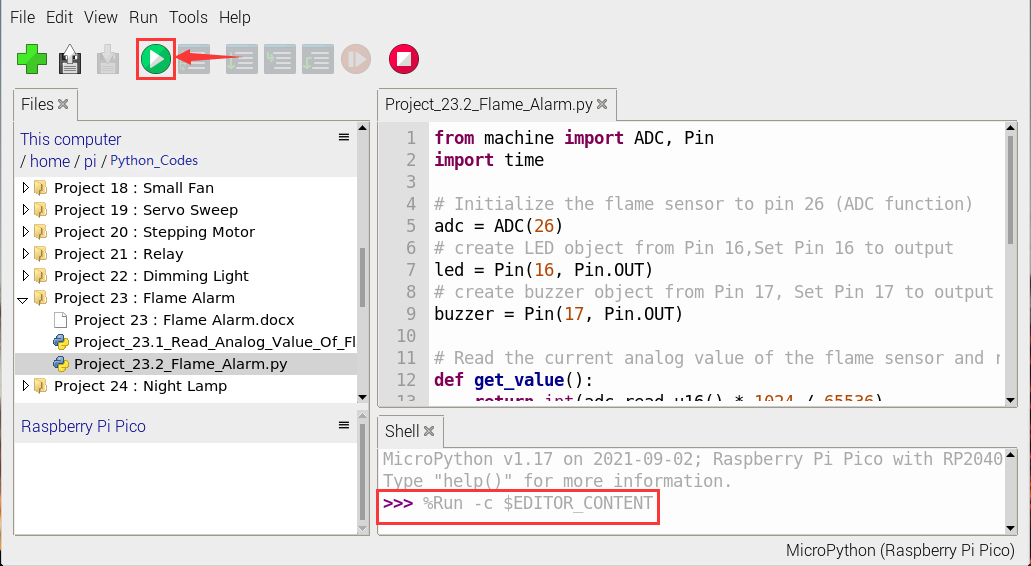 File Edit View Run Tools Help
Files
This computer
/ home / pi / Python_Codes
Project 18 : Small Fan
Project 19 : Servo Sweep
Project 20 : Stepping Motor
Project 21 : Relay
Project 22 : Dimming Light
Project 23 : Flame Alarm
Project 23 : Flame Alarm.docx
Project_23.1_Read_Analog_Value_Of_Fl
Project_23.2_Flame_Alarm.py
Project 24 : Night Lamp
Raspberry Pi Pico
Project_23.2_Flame_Alarm.py
1 from machine import ADC, Pin
2 import time
3
4 # Initialize the flame sensor to pin 26 (ADC function)
5 adc = ADC(26)
6 # create LED object from Pin 16,Set Pin 16 to output
7 led = Pin(16, Pin.OUT)
8 # create buzzer object from Pin 17, Set Pin 17 to output
9 buzzer = Pin(17, Pin.OUT)
10
11 # Read the current analog value of the flame sensor and
12 def get_value():
13 return int(adc.read_u16() * 1024 / 65536)
Shell
MicroPython v1.17 on 2021-09-02; Raspberry Pi Pico with RP2040
Type "help()" for more information.
>>> %Run -c $EDITOR_CONTENT
MicroPython (Raspberry Pi Pico)